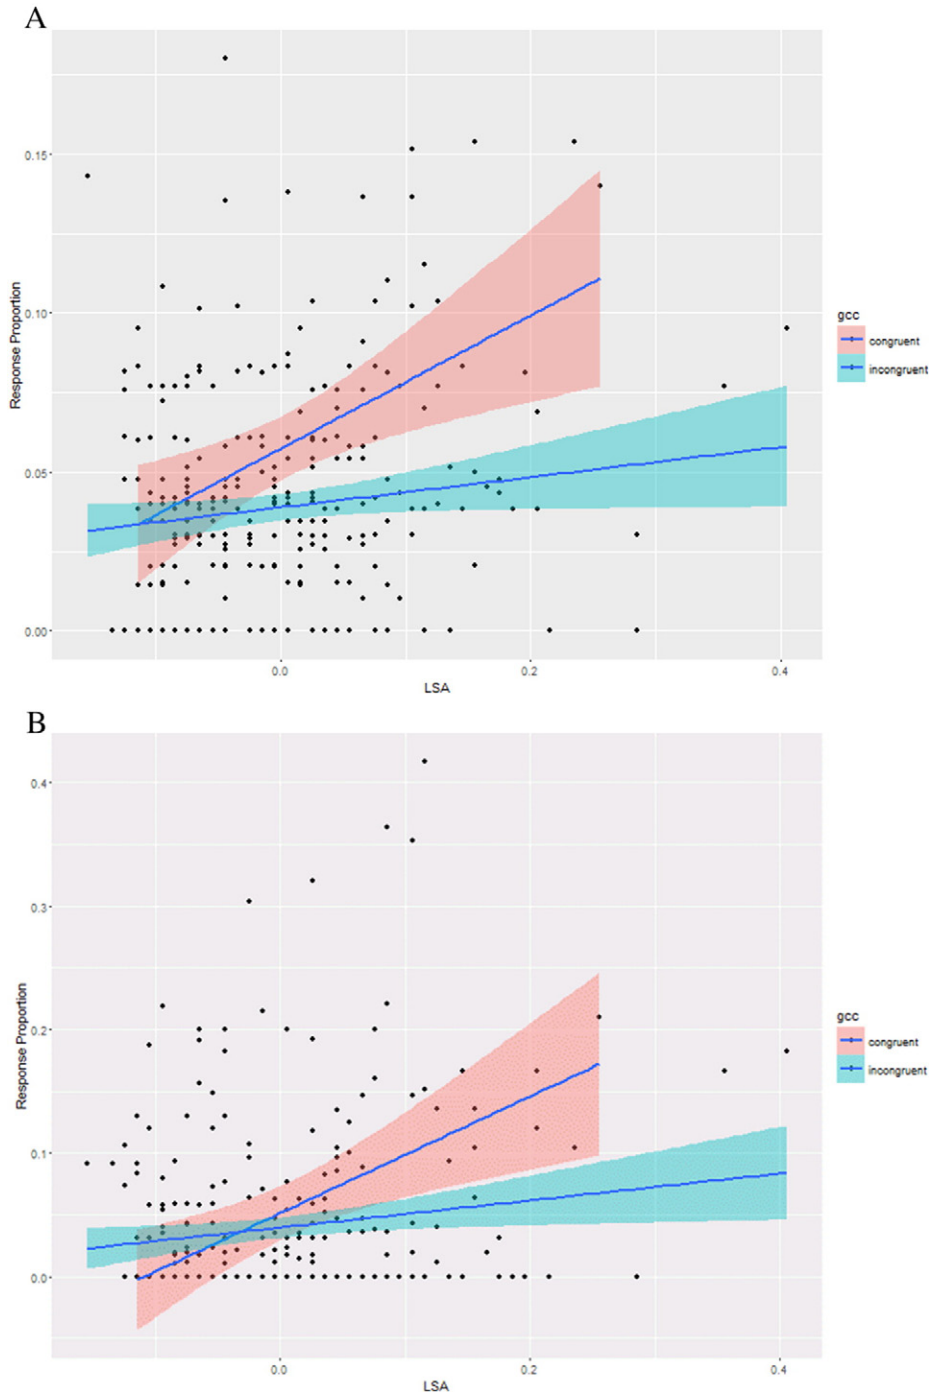 A
0.15
0.10
0.05
0.00
Response Proportion
0.0
0.2
0.4
LSA
gcc
congruent
incongruent
B
0.4
0.3
0.2
0.1
0.0
Response Proportion
0.0
0.2
0.4
LSA
gcc
congruent
incongruent